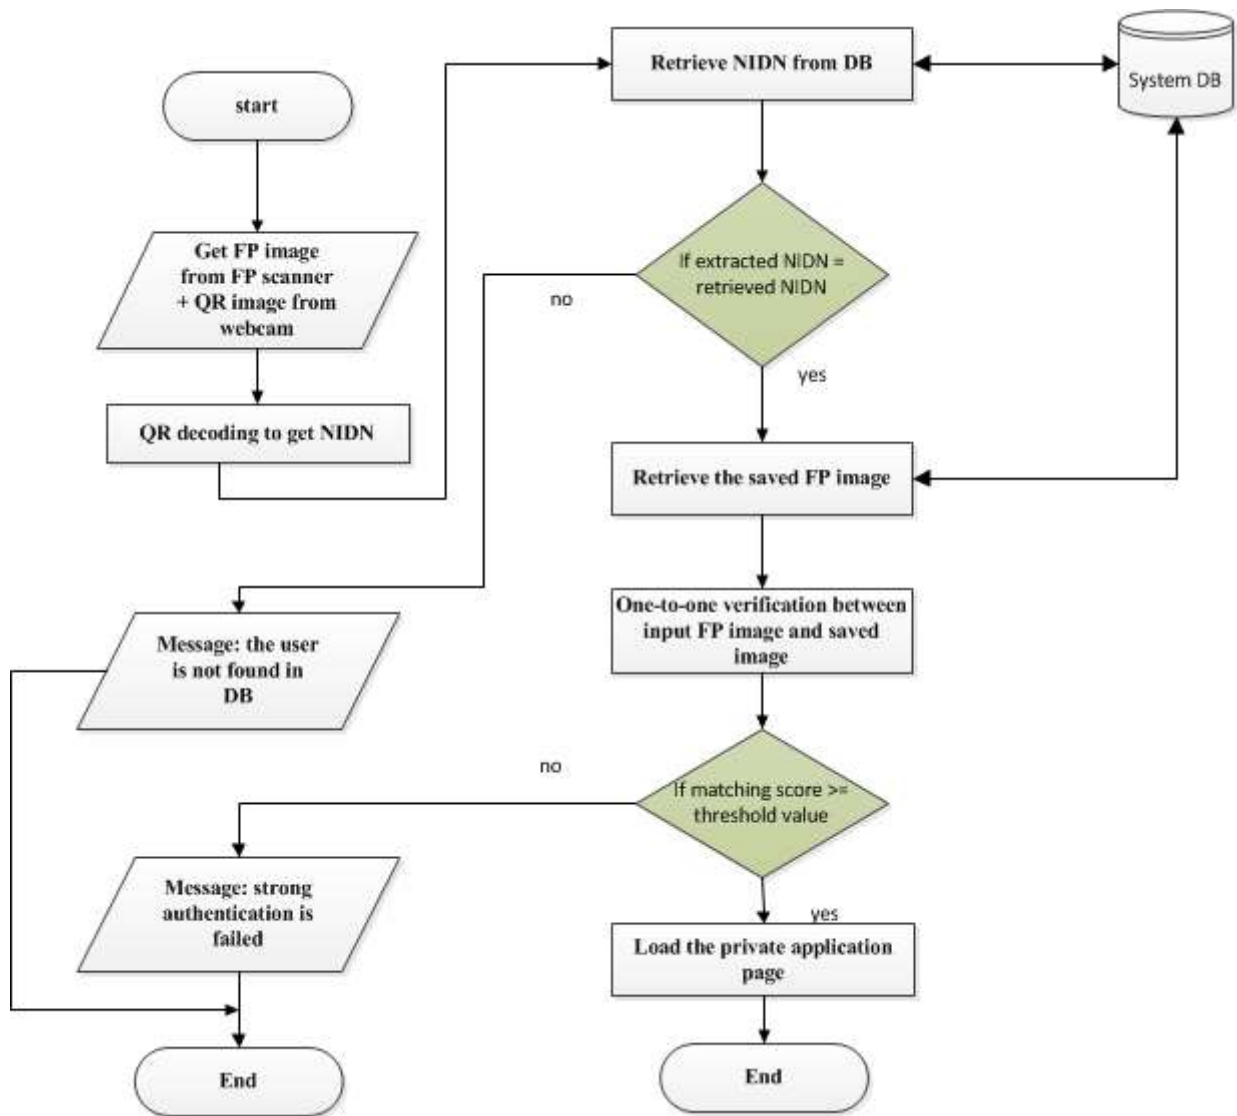 start
Get FP image
from FP scanner
+ QR image from
webcam
QR decoding to get NIDN
Retrieve NIDN from DB
System DB
If extracted NIDN =
retrieved NIDN
no
yes
Retrieve the saved FP image
Message: the user
is not found in
DB
One-to-one verification between
input FP image and saved
image
If matching score >=
threshold value
no
yes
Message: strong
authentication is
failed
Load the private application
page
End
End